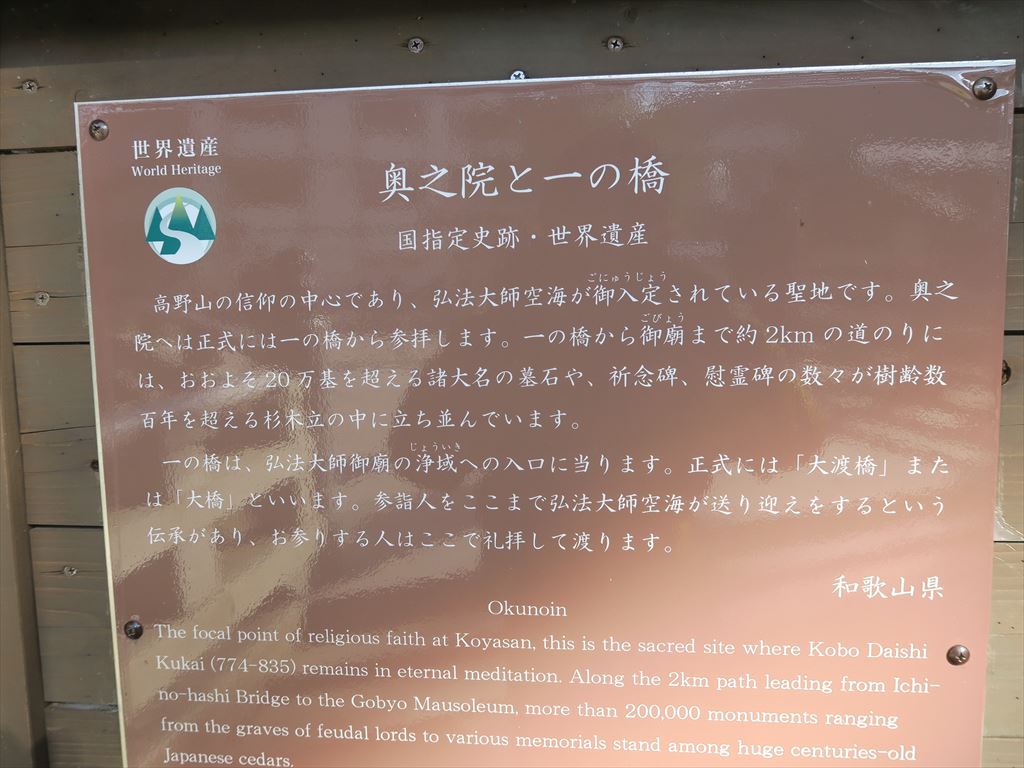 世界遺産
World Heritage
奥之院と一の橋
国指定史跡・世界遺産
ごにゅうじょう
高野山の信仰の中心であり、弘法大師空海が御入定されている聖地です。奥之
ごびょう
院へは正式には一の橋から参拝します。一の橋から御廟まで約2kmの道のりに
は、おおよそ20万基を超える諸大名の墓石や、祈念碑、慰霊碑の数々が樹齢数
百年を超える杉木立の中に立ち並んでいます。
じょういき
一の橋は、弘法大師御廟の浄域への入口に当ります。正式には「大渡橋」また
は「大橋」といいます。参詣人をここまで弘法大師空海が送り迎えをするという
伝承があり、お参りする人はここで礼拝して渡ります。
和歌山県
Okunoin
The focal point of religious faith at Koyasan, this is the sacred site where Kobo Daishi
Kukai (774-835) remains in eternal meditation. Along the 2km path leading from Ichi-
no-hashi Bridge to the Gobyo Mausoleum, more than 200,000 monuments ranging
from the graves of feudal lords to various memorials stand among huge centuries-old
Japanese cedars.